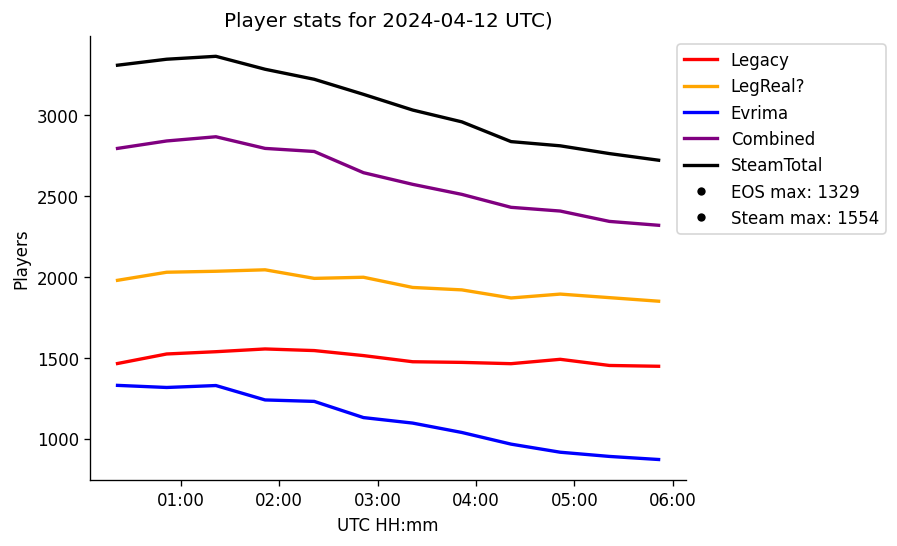 Player stats for 2024-04-12 UTC)
Legacy
LegReal?
Evrima
Combined
SteamTotal
EOS max: 1329
Steam max: 1554
Players
3000
2500
2000
1500
1000
01:00 02:00 03:00 04:00 05:00 06:00
UTC HH:mm